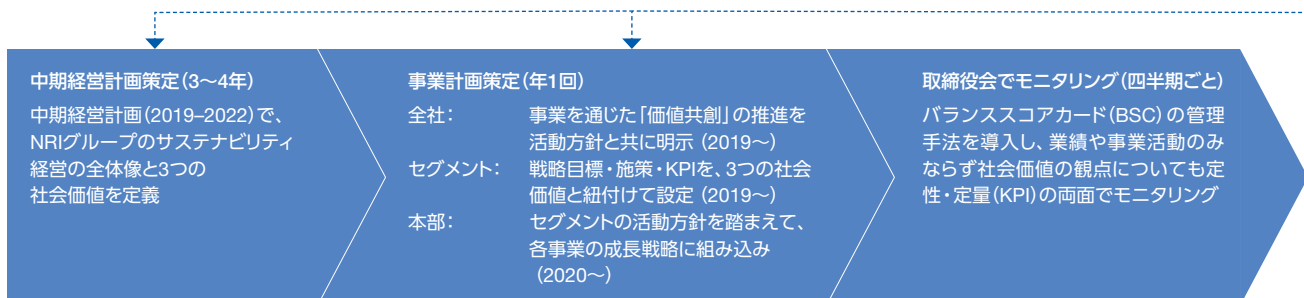 中期経営計画策定(3〜4年)
中期経営計画(2019–2022)で、
NRIグループのサステナビリティ
経営の全体像と3つの
社会価値を定義
事業計画策定(年1回)
全社： 事業を通じた「価値共創」の推進を
活動方針と共に明示 (2019〜)
セグメント： 戦略目標・施策・KPIを、3つの社会
価値と紐付けて設定 (2019〜)
本部： セグメントの活動方針を踏まえて、
各事業の成長戦略に組み込み
(2020〜)
取締役会でモニタリング(四半期ごと)
バランススコアカード(BSC)の管理
手法を導入し、業績や事業活動のみ
ならず社会価値の観点についても定
性・定量(KPI)の両面でモニタリング